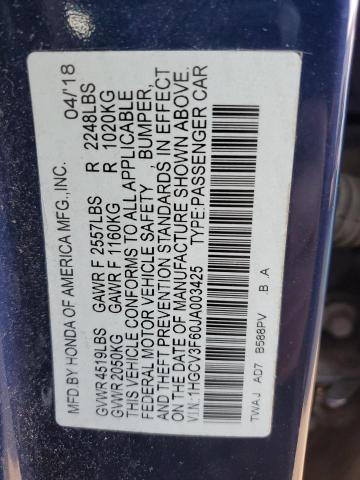 MFD BY HONDA OF AMERICA MFG.,INC. 04/'18
GVWR 4519LBS GAWR F 2557LBS R 2248LBS
GVWR 2050KG GAWR F 1160KG R 1020KG
THIS VEHICLE CONFORMS TO ALL APPLICABLE
FEDERAL MOTOR VEHICLE SAFETY, BUMPER,
AND THEFT PREVENTION STANDARDS IN EFFECT
ON THE DATE OF MANUFACTURE SHOWN ABOVE.
V.I.N.:1HGCV3F60JA003425 TYPE:PASSENGER CAR
TWAJ AD7 B588PV B .A